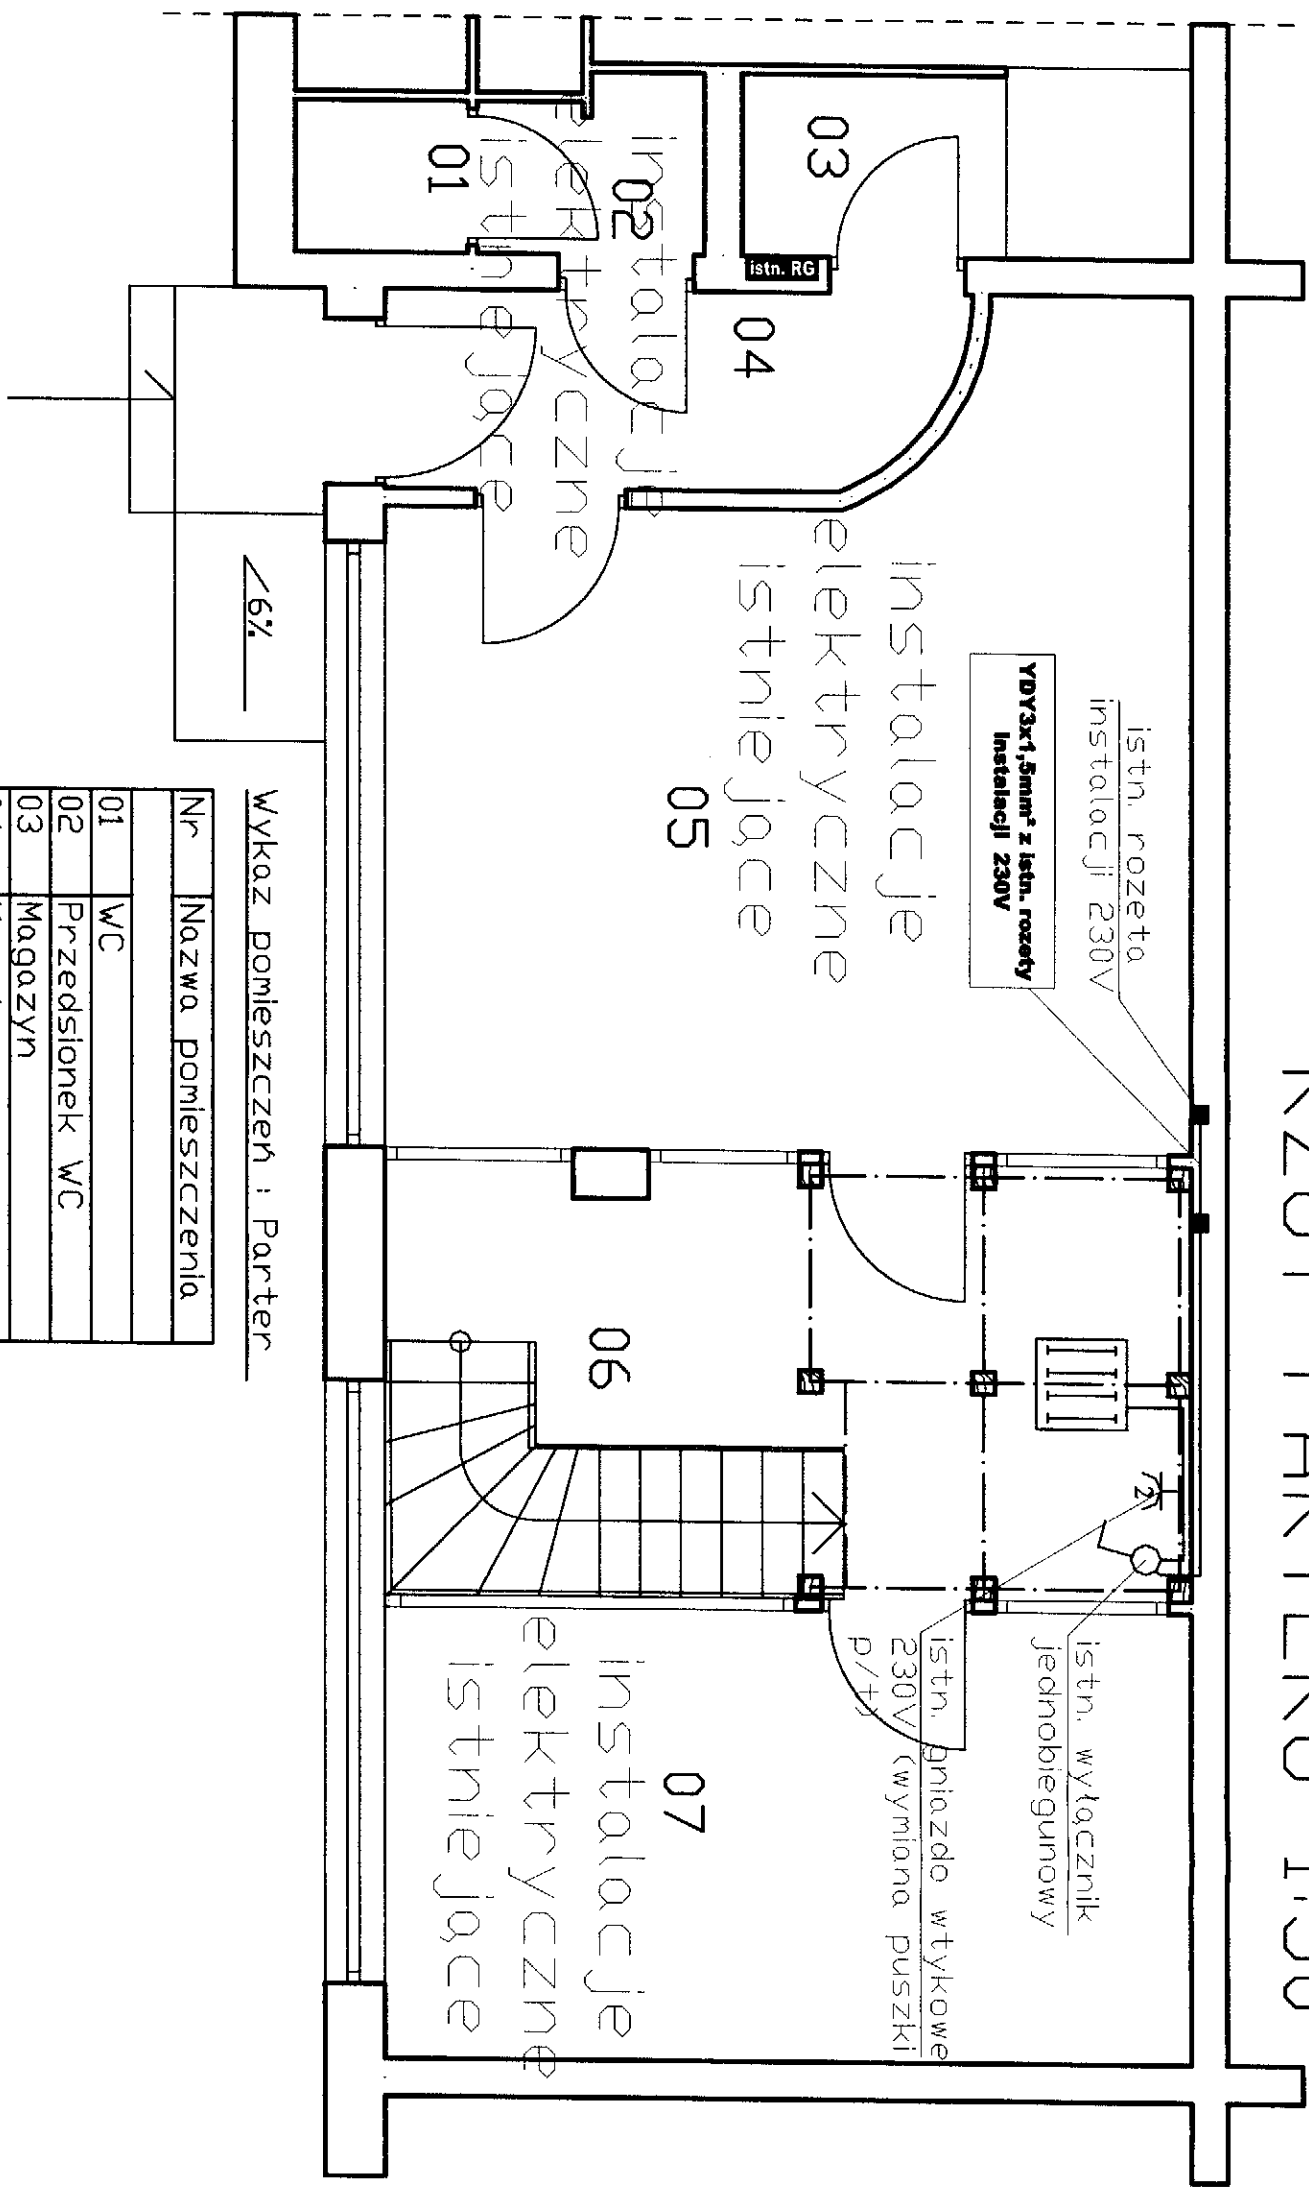 RZUT PARTERU 1:50
istn. rozeta
instalacji 230V
YDY3x1,5mm² z istn. rozety
instalacji 230V
istn. wyłącznik
jednobiegunowy
istn. gniazdo wtykowe
230V (wymiana puszki
p/t)
2
03
istn. RG
04
02
01
instalacje
elektryczne
istniejące
instalacje
elektryczne
istniejące
05
06
07
instalacje
elektryczne
istniejące
6%
Wykaz pomieszczeń : Parter
Nr Nazwa pomieszczenia
01 WC
02 Przedsionek WC
03 Magazyn